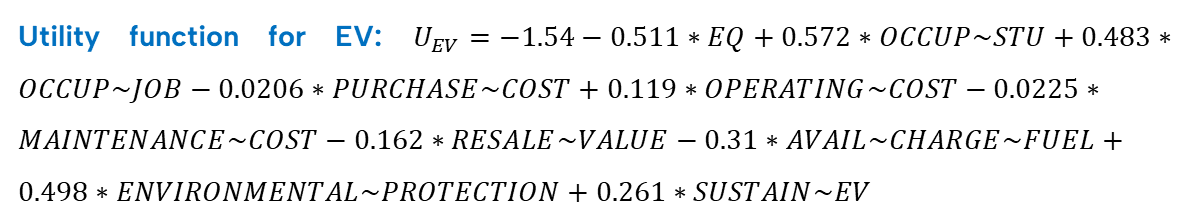 Utility function for EV: U_EV = −1.54 − 0.511 * EQ + 0.572 * OCCUP~STU + 0.483 *
OCCUP~JOB − 0.0206 * PURCHASE~COST + 0.119 * OPERATING~COST − 0.0225 *
MAINTENANCE~COST − 0.162 * RESALE~VALUE − 0.31 * AVAIL~CHARGE~FUEL +
0.498 * ENVIRONMENTAL~PROTECTION + 0.261 * SUSTAIN~EV